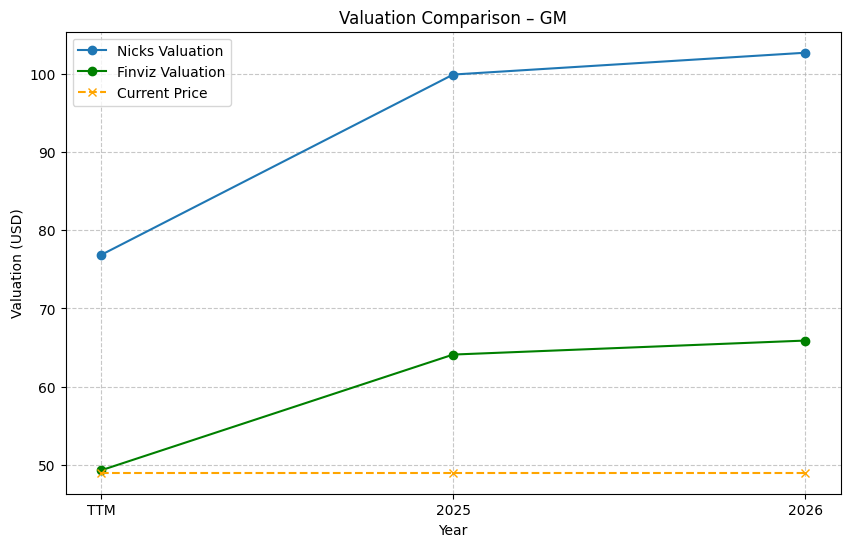 Valuation Comparison – GM
Nicks Valuation
Finviz Valuation
Current Price
Valuation (USD)
100
90
80
70
60
50
TTM
2025
2026
Year